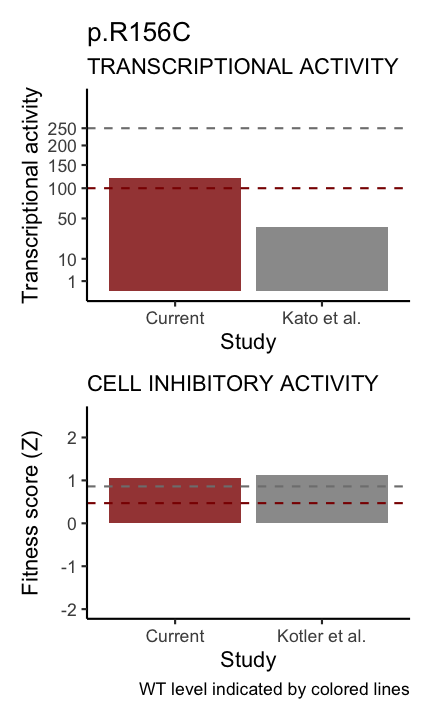 p.R156C
TRANSCRIPTIONAL ACTIVITY
Transcriptional activity
250
200
150
100
50
10
1
Current
Kato et al.
Study
CELL INHIBITORY ACTIVITY
Fitness score (Z)
2
1
0
-1
-2
Current
Kotler et al.
Study
WT level indicated by colored lines